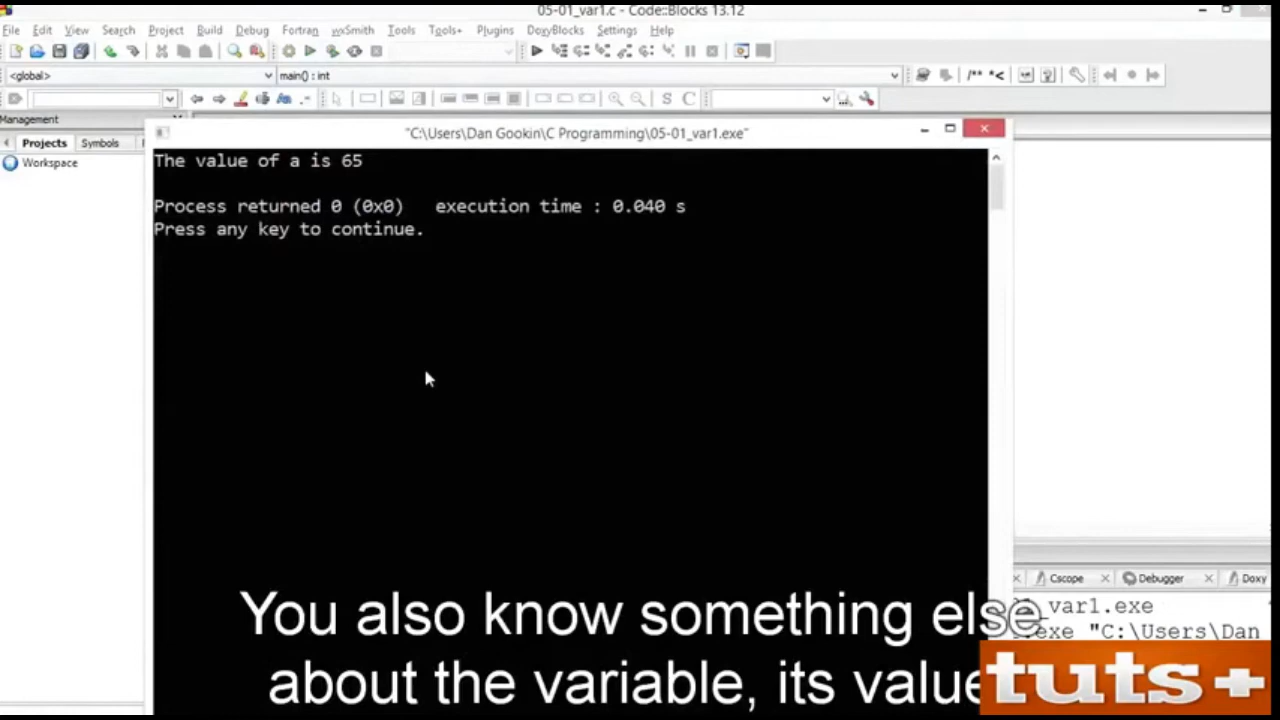 05-01_var1.c - Code::Blocks 13.12
File Edit View Search Project Build Debug Fortran wxSmith Tools Tools+ Plugins DoxyBlocks Settings Help
<global> main() : int
Management
Projects Symbols
Workspace
"C:\Users\Dan Gookin\C Programming\05-01_var1.exe"
The value of a is 65
Process returned 0 (0x0) execution time : 0.040 s
Press any key to continue.
Cscope Debugger Doxy
var1.exe
.exe "C:\Users\Dan
You also know something else
about the variable, its value
tuts+